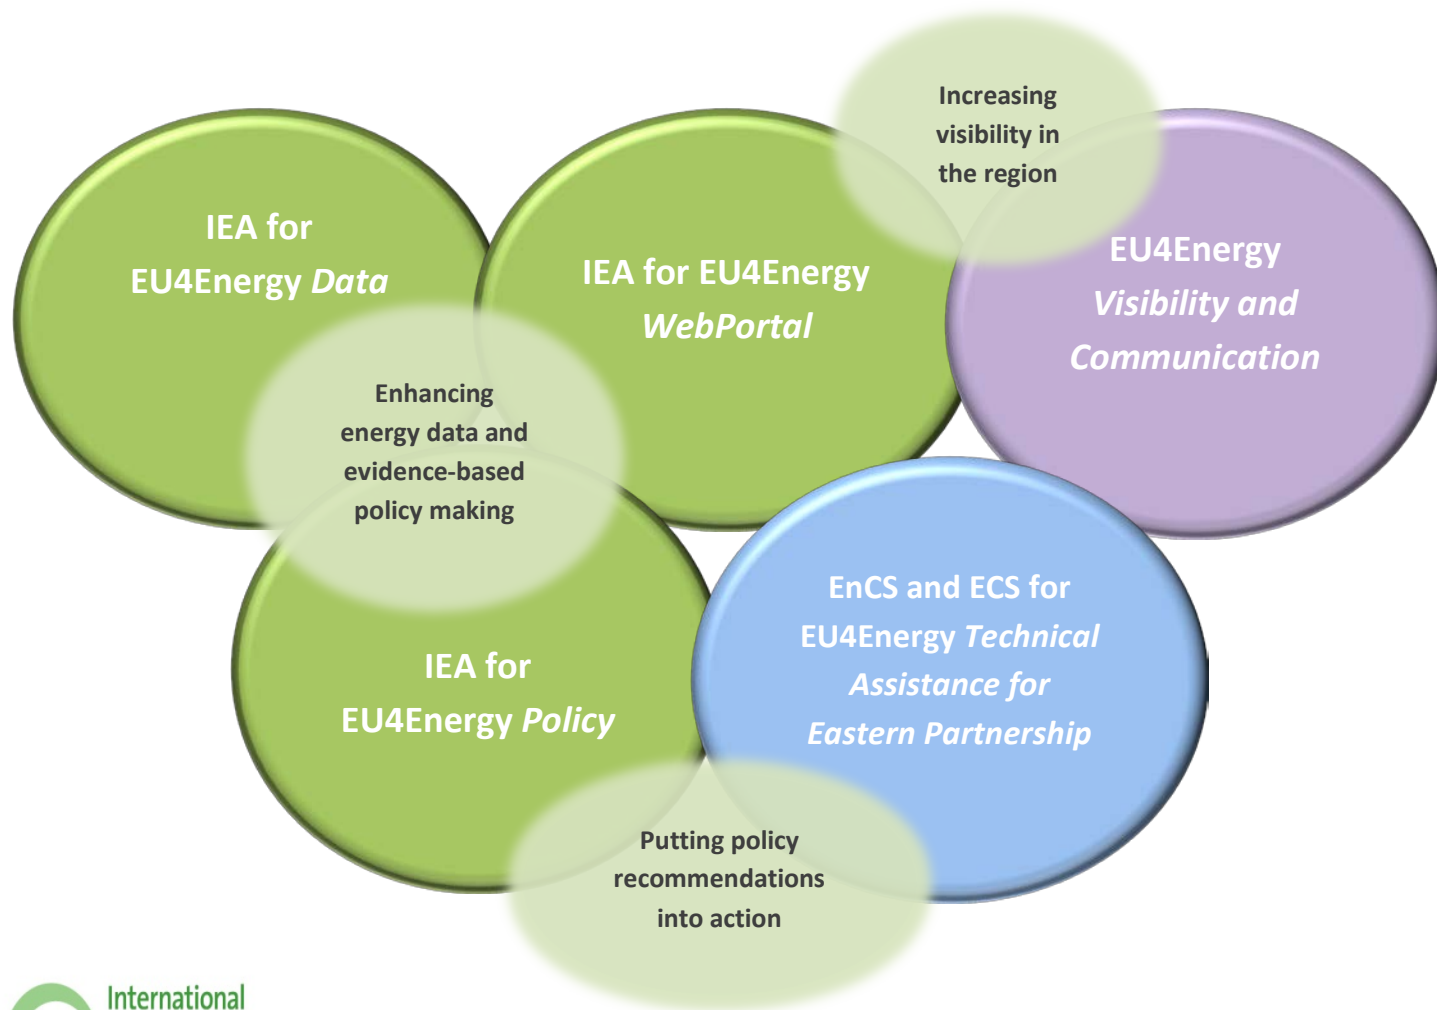 Increasing
visibility in
the region
IEA for
EU4Energy Data
IEA for EU4Energy
WebPortal
EU4Energy
Visibility and
Communication
Enhancing
energy data and
evidence-based
policy making
EnCS and ECS for
EU4Energy Technical
Assistance for
Eastern Partnership
IEA for
EU4Energy Policy
Putting policy
recommendations
into action
International